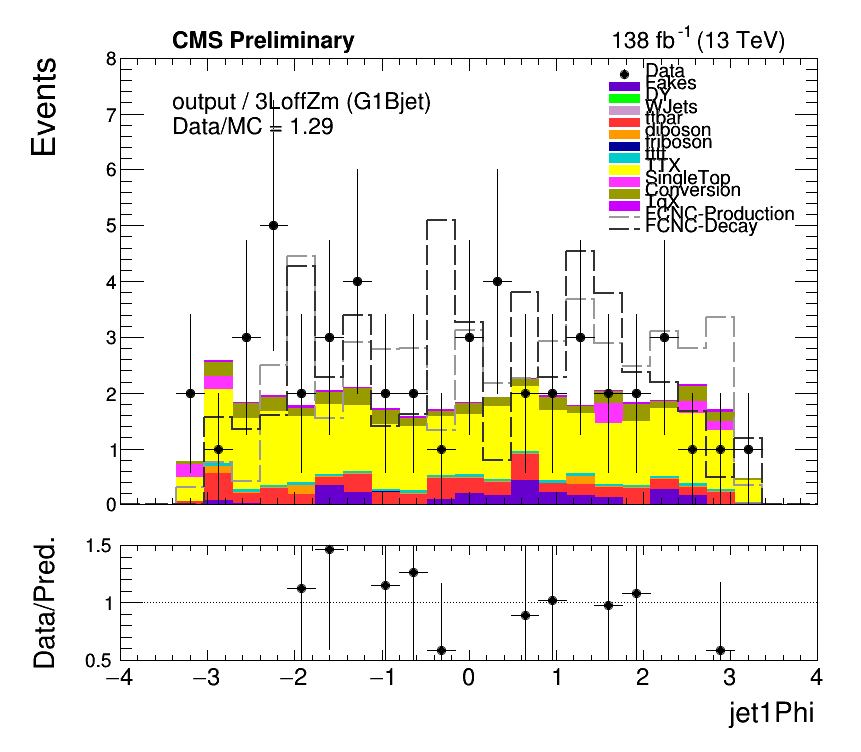 CMS Preliminary
138 fb-1 (13 TeV)
Events
8
7
6
5
4
3
2
1
0
output / 3LoffZm (G1Bjet)
Data/MC = 1.29
Data
Fakes
DY
WJets
ttbar
diboson
triboson
tttt
TTX
SingleTop
Conversion
TqX
FCNC-Production
FCNC-Decay
Data/Pred.
1.5
1
0.5
−4
−3
−2
−1
0
1
2
3
4
jet1Phi